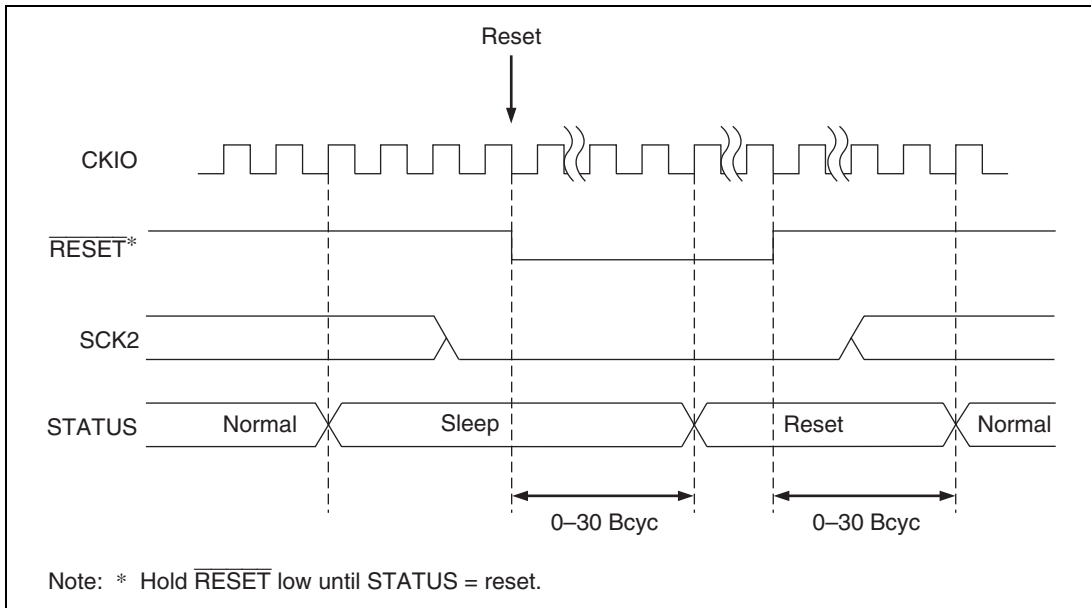 Reset
CKIO
RESET*
SCK2
STATUS Normal Sleep Reset Normal
0–30 Bcyc 0–30 Bcyc
Note: * Hold RESET low until STATUS = reset.